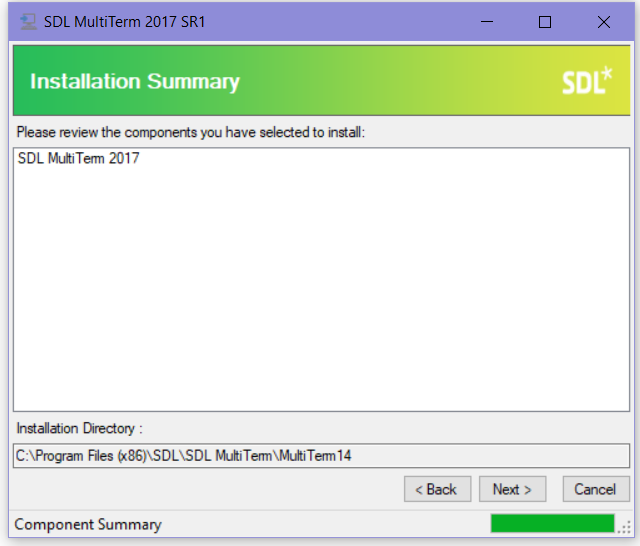 SDL MultiTerm 2017 SR1
Installation Summary
SDL*
Please review the components you have selected to install:
SDL MultiTerm 2017
Installation Directory :
C:\Program Files (x86)\SDL\SDL MultiTerm\MultiTerm14
< Back
Next >
Cancel
Component Summary